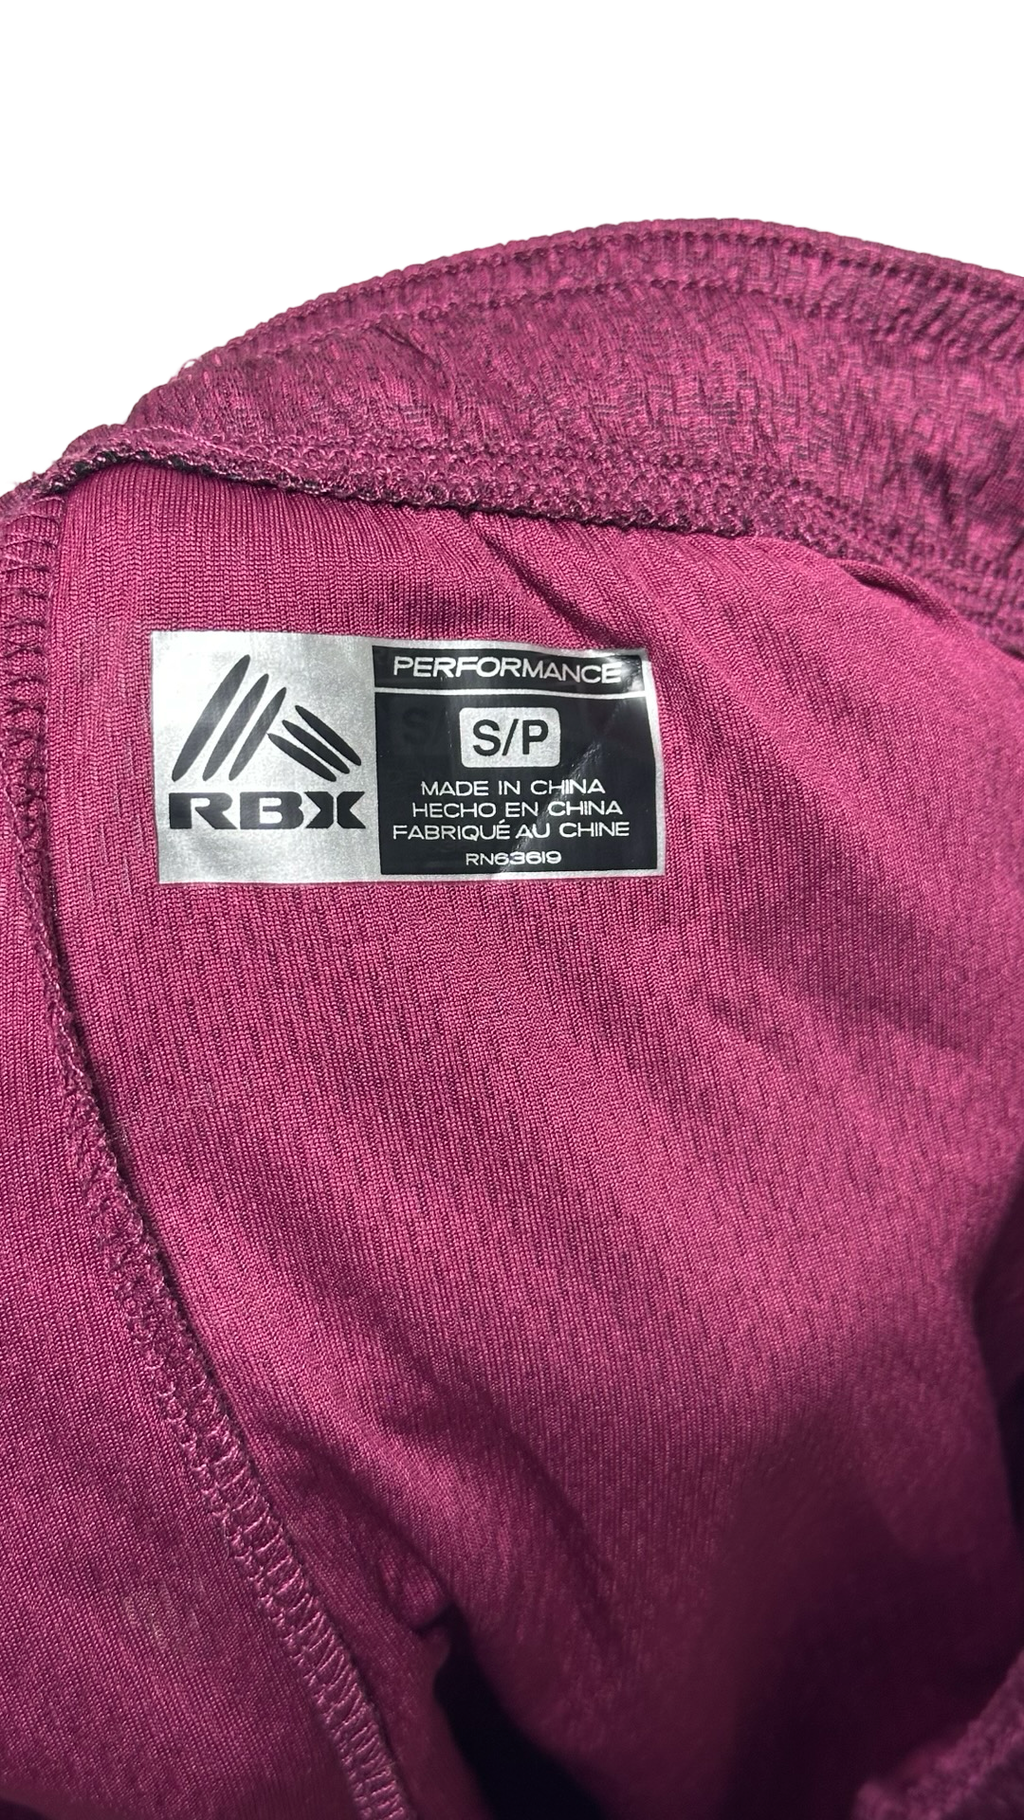 RBX
PERFORMANCE
S/P
MADE IN CHINA
HECHO EN CHINA
FABRIQUÉ AU CHINE
RN63619